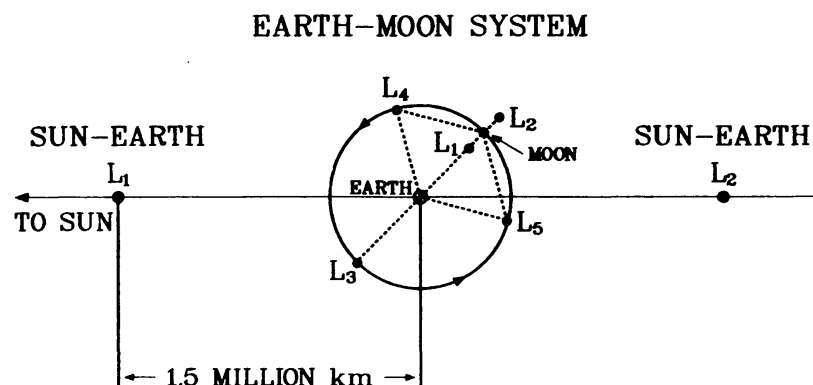 EARTH–MOON SYSTEM
L₄
SUN–EARTH
L₂
SUN–EARTH
L₁
MOON
L₁
EARTH
L₂
TO SUN
L₅
L₃
1.5 MILLION km